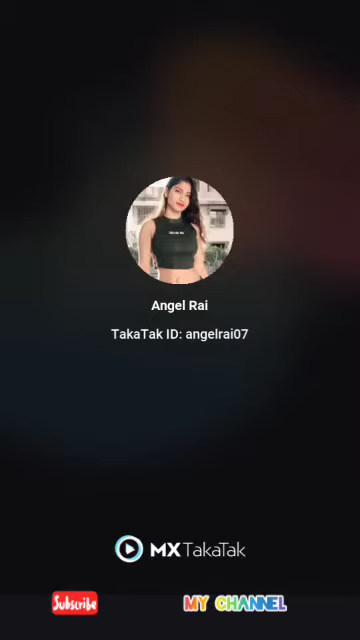 Angel Rai
TakaTak ID: angelrai07
MX TakaTak
Subscribe
MY CHANNEL